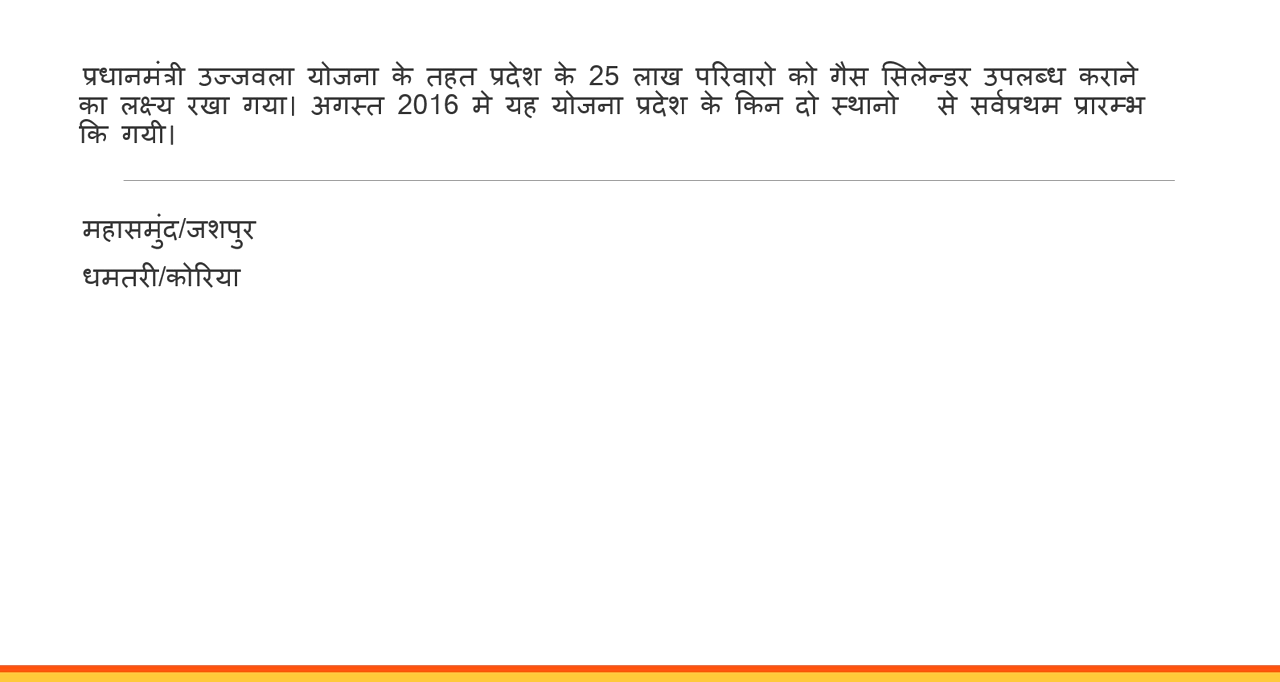 प्रधानमंत्री उज्जवला योजना के तहत प्रदेश के 25 लाख परिवारो को गैस सिलेन्डर उपलब्ध कराने
का लक्ष्य रखा गया। अगस्त 2016 मे यह योजना प्रदेश के किन दो स्थानो से सर्वप्रथम प्रारम्भ
कि गयी।
महासमुंद/जशपुर
धमतरी/कोरिया